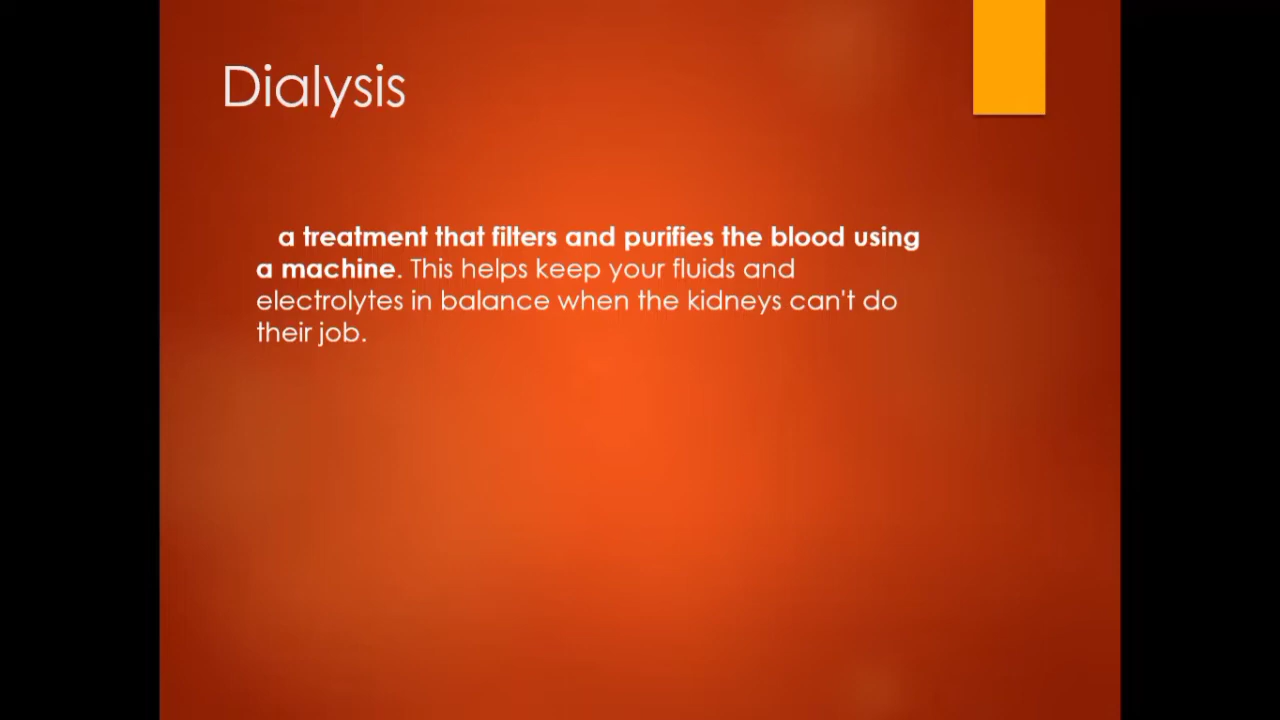 Dialysis
a treatment that filters and purifies the blood using
a machine. This helps keep your fluids and
electrolytes in balance when the kidneys can't do
their job.